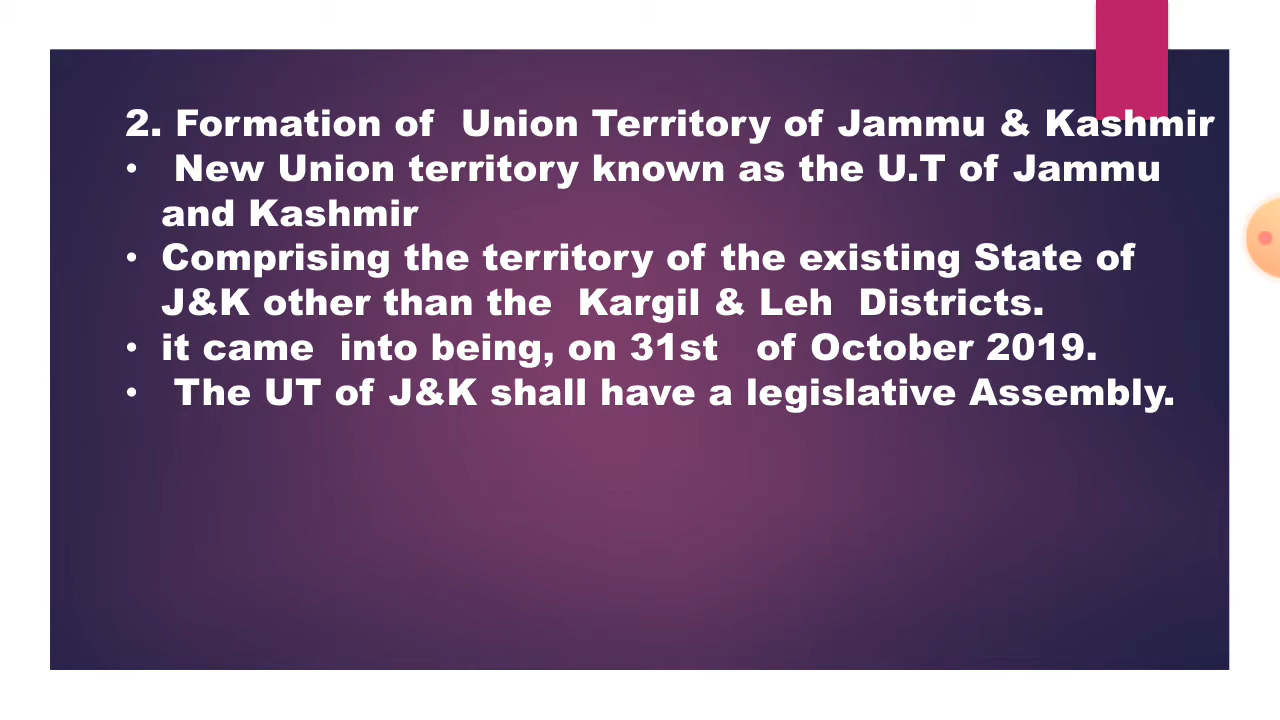 2. Formation of Union Territory of Jammu & Kashmir
• New Union territory known as the U.T of Jammu
and Kashmir
• Comprising the territory of the existing State of
J&K other than the Kargil & Leh Districts.
• it came into being, on 31st of October 2019.
• The UT of J&K shall have a legislative Assembly.